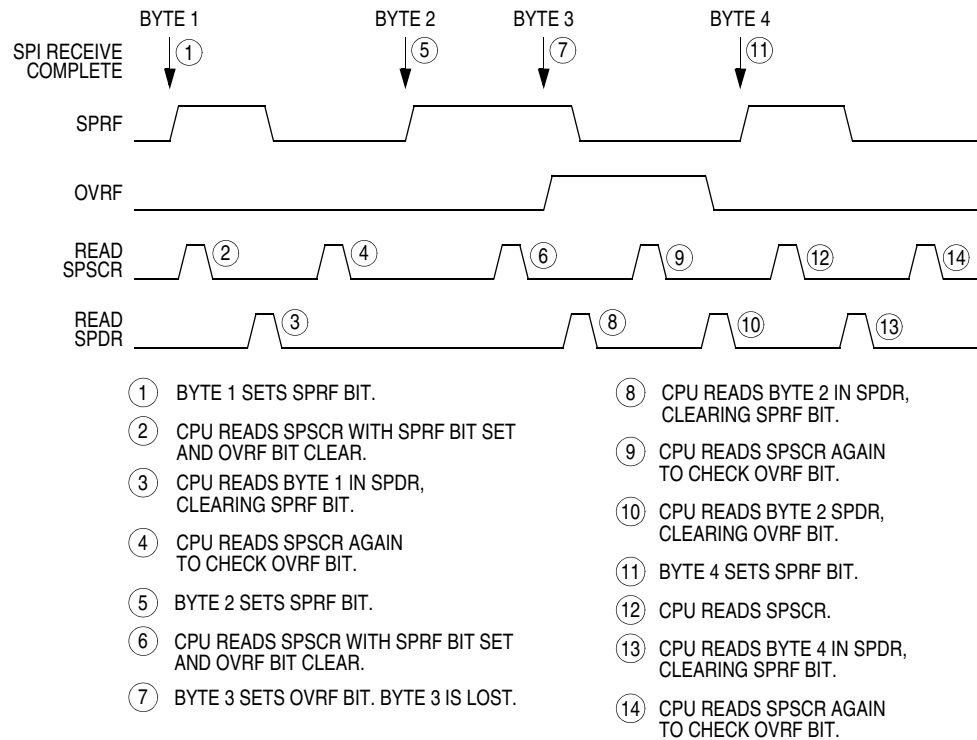 BYTE 1 BYTE 2 BYTE 3 BYTE 4
SPI RECEIVE
COMPLETE
1 5 7 11
SPRF
OVRF
READ
SPSCR
2 4 6 9 12 14
READ
SPDR
3 8 10 13
1 BYTE 1 SETS SPRF BIT.
2 CPU READS SPSCR WITH SPRF BIT SET
AND OVRF BIT CLEAR.
3 CPU READS BYTE 1 IN SPDR,
CLEARING SPRF BIT.
4 CPU READS SPSCR AGAIN
TO CHECK OVRF BIT.
5 BYTE 2 SETS SPRF BIT.
6 CPU READS SPSCR WITH SPRF BIT SET
AND OVRF BIT CLEAR.
7 BYTE 3 SETS OVRF BIT. BYTE 3 IS LOST.
8 CPU READS BYTE 2 IN SPDR,
CLEARING SPRF BIT.
9 CPU READS SPSCR AGAIN
TO CHECK OVRF BIT.
10 CPU READS BYTE 2 SPDR,
CLEARING OVRF BIT.
11 BYTE 4 SETS SPRF BIT.
12 CPU READS SPSCR.
13 CPU READS BYTE 4 IN SPDR,
CLEARING SPRF BIT.
14 CPU READS SPSCR AGAIN
TO CHECK OVRF BIT.